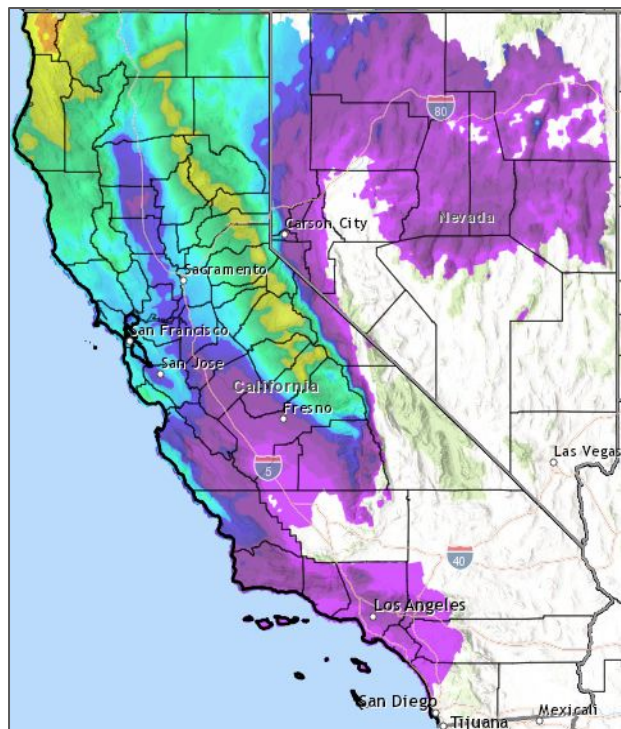 80
Nevada
Carson City
Sacramento
San Francisco
San Jose
California
Fresno
Las Vegas
5
40
Los Angeles
San Diego
Mexicali
Tijuana